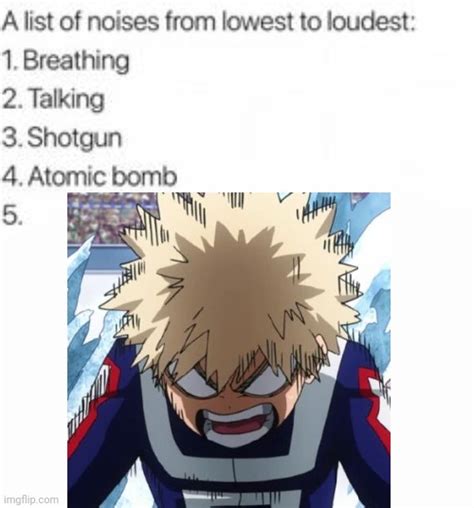 A list of noises from lowest to loudest:
1. Breathing
2. Talking
3. Shotgun
4. Atomic bomb
5.
imgflip.com